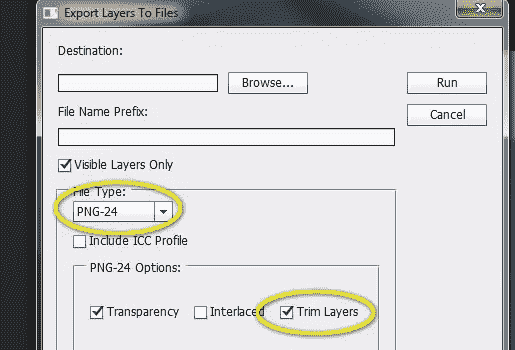 Export Layers To Files
Destination:
Browse...
Run
File Name Prefix:
Cancel
Visible Layers Only
File Type:
PNG-24
Include ICC Profile
PNG-24 Options:
Transparency
Interlaced
Trim Layers